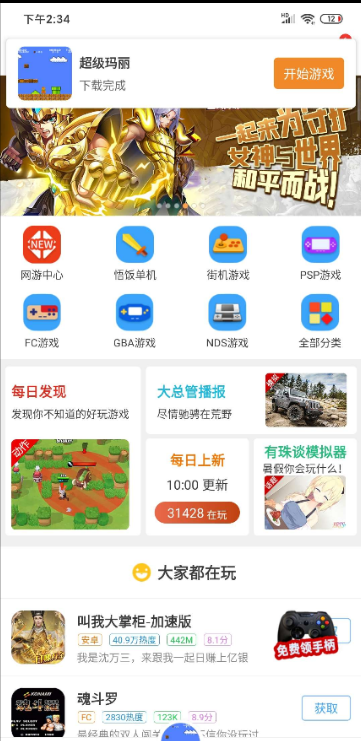 下午2:34
HD
12
超级玛丽
下载完成
开始游戏
一起来为守护
女神与世界
和平而战!
NEW
网游中心
悟饭单机
街机游戏
PSP游戏
FC游戏
GBA游戏
NDS游戏
全部分类
每日发现
发现你不知道的好玩游戏
动作
大总管播报
尽情驰骋在荒野
每日上新
10:00 更新
31428 在玩
有珠谈模拟器
暑假你会玩什么!
大家都在玩
叫我大掌柜-加速版
安卓 40.9万热度 442M 8.1分
我是沈万三，来跟我一起日赚上亿银
免费领手柄
KONAMI
魂斗罗
FC 2830热度 123K 8.9分
获取